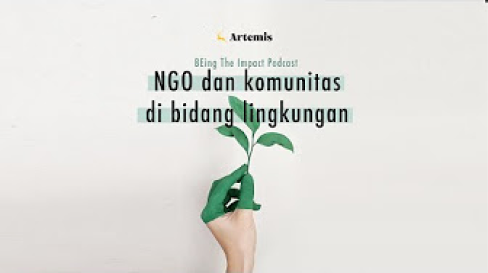 Artemis
BEing The Impact Podcast
NGO dan komunitas
di bidang lingkungan